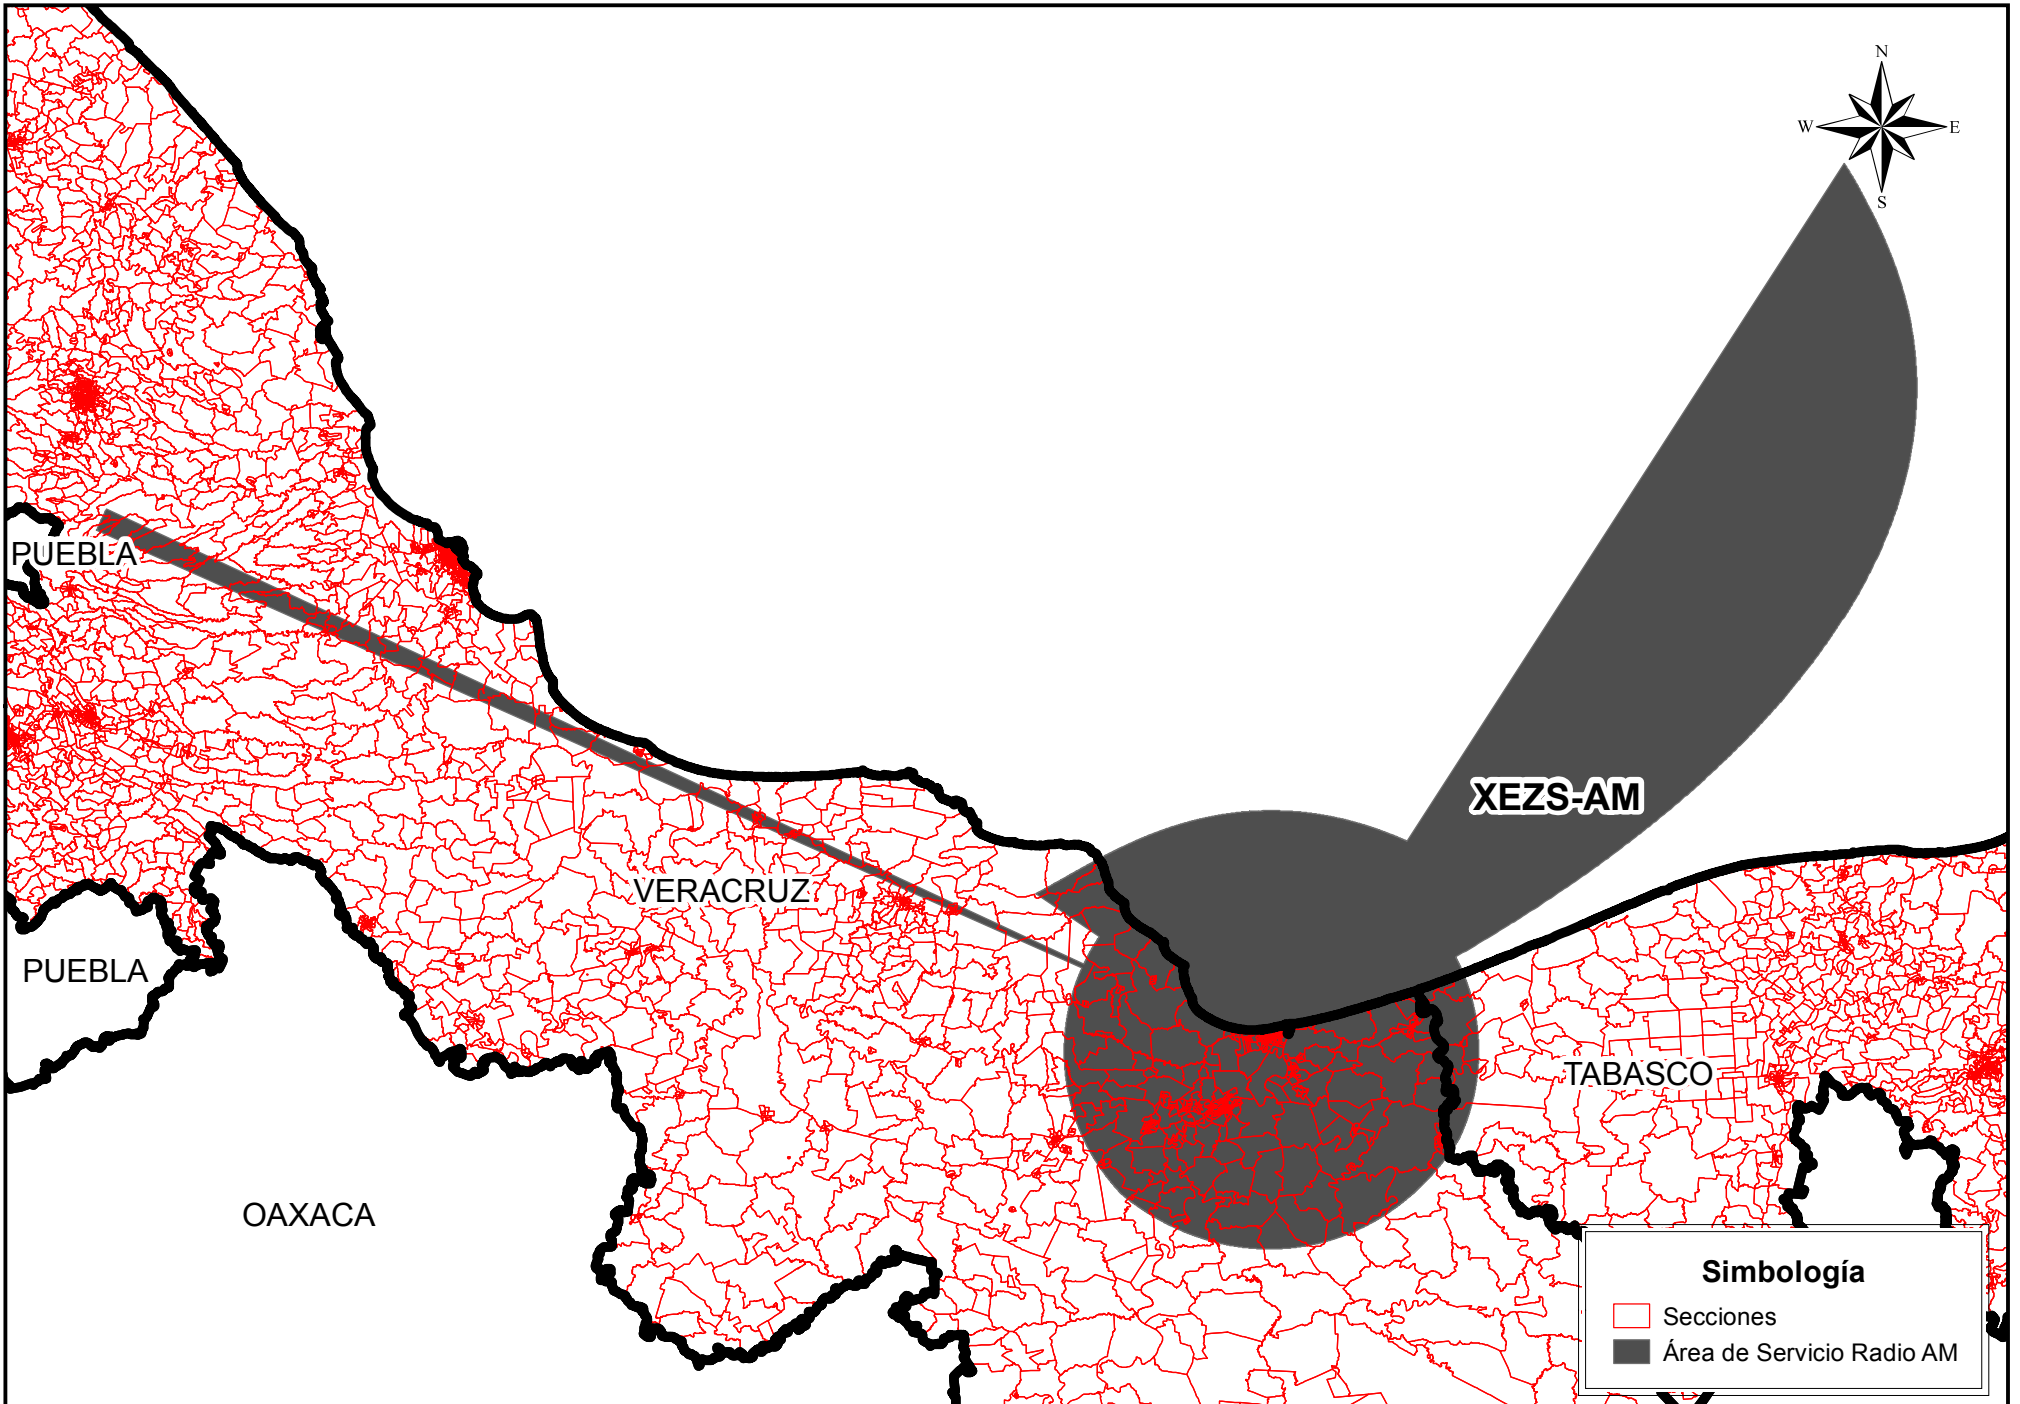 N
W E
S
PUEBLA
XEZS-AM
VERACRUZ
PUEBLA
TABASCO
OAXACA
Simbología
Secciones
Área de Servicio Radio AM